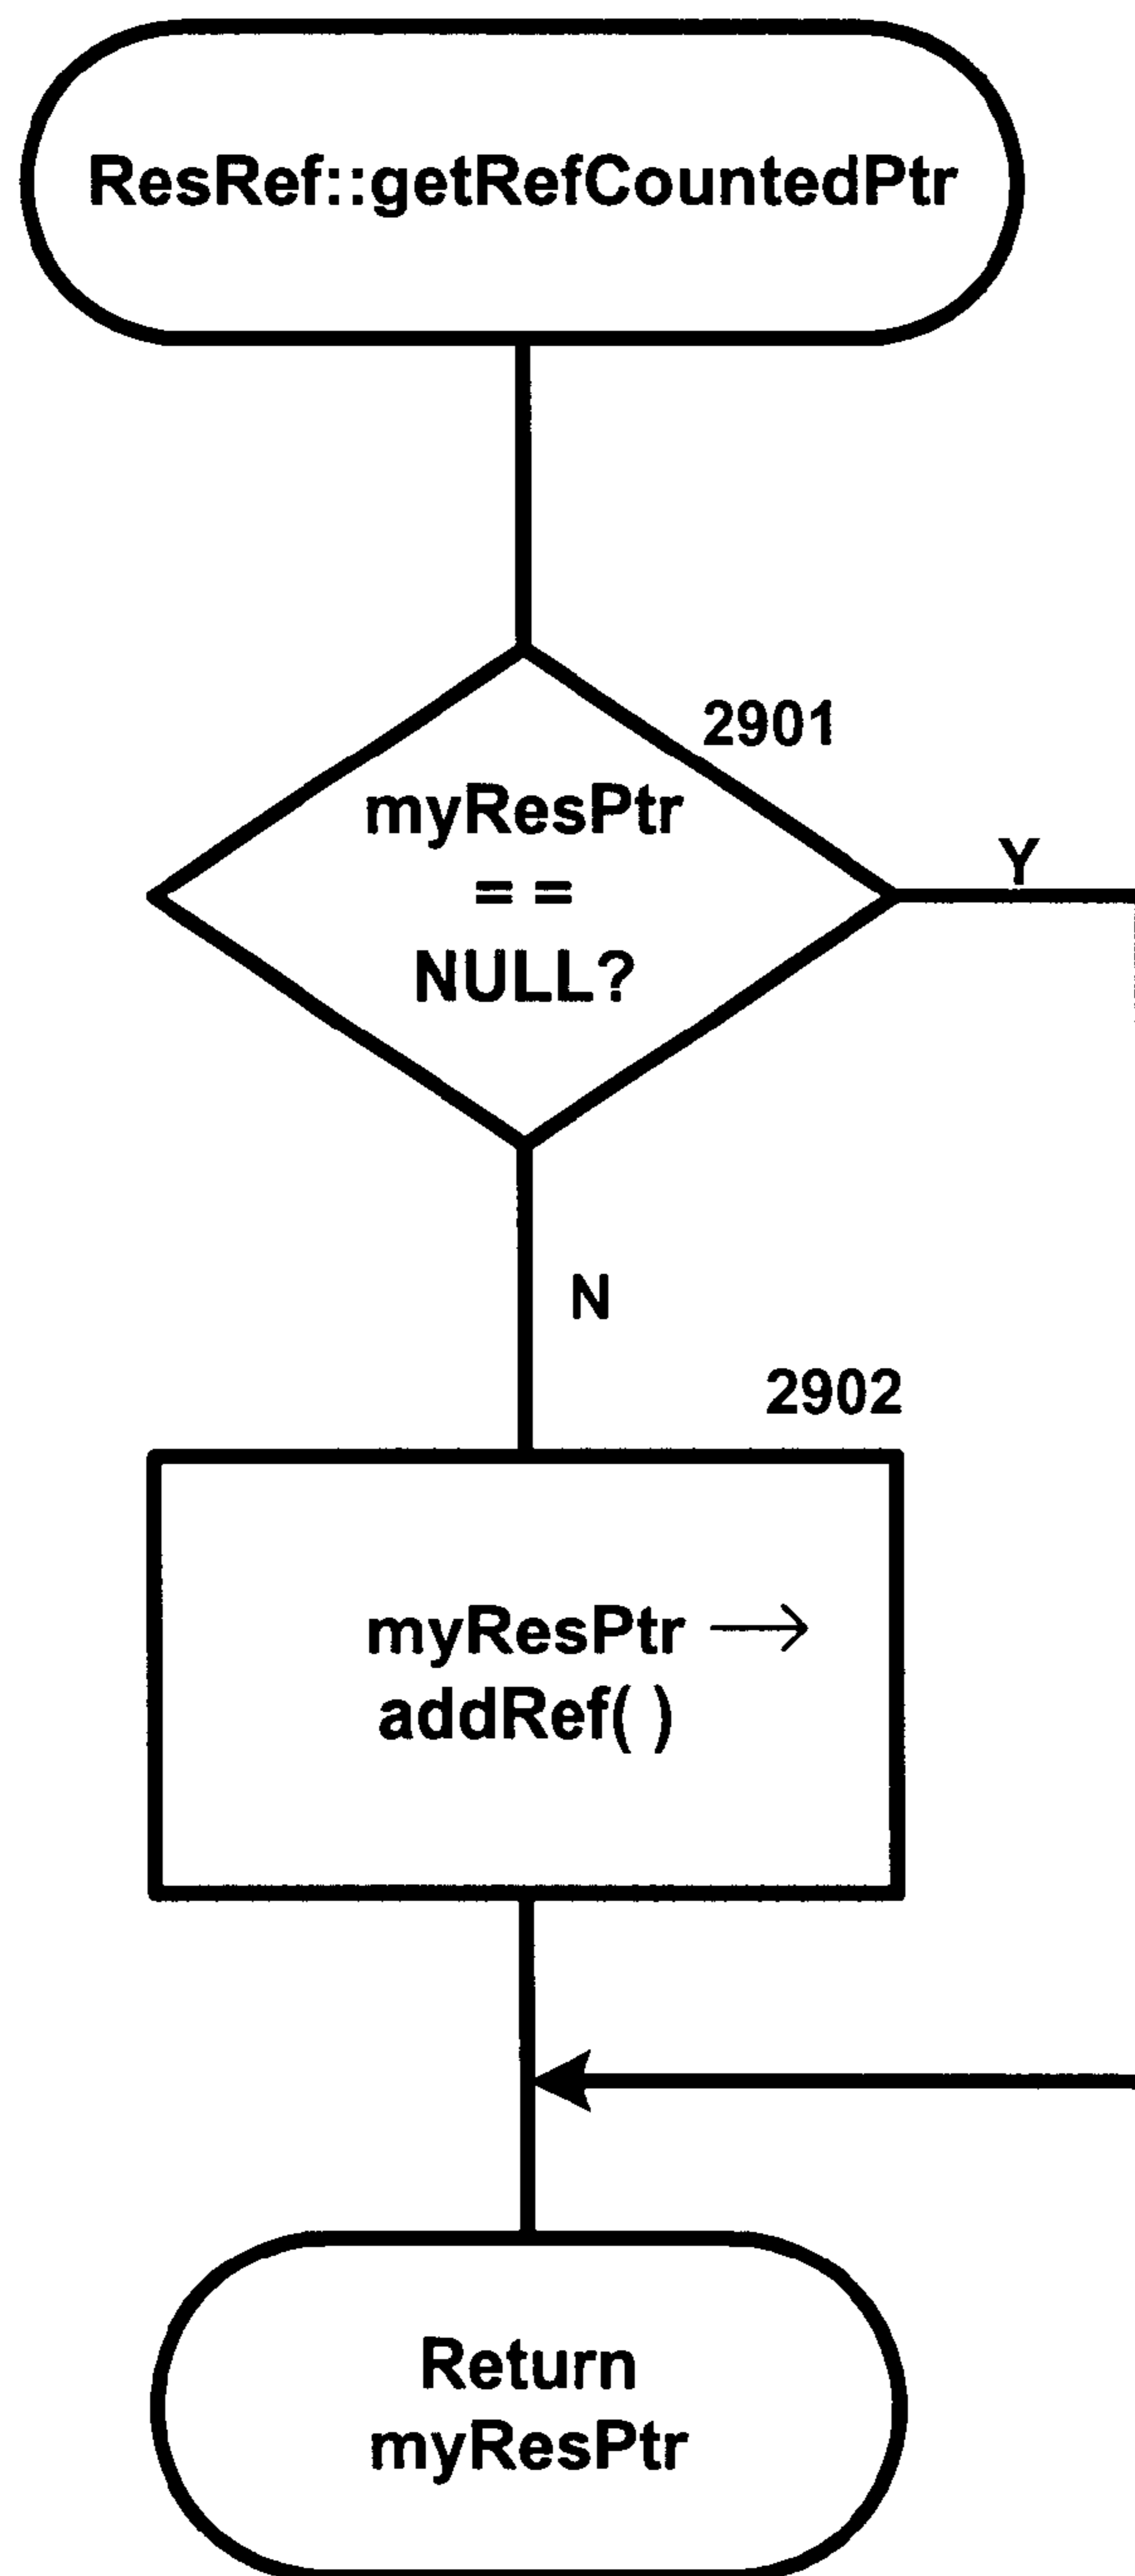 ResRef::getRefCountedPtr
2901
myResPtr
= =
NULL?
Y
N
2902
myResPtr →
addRef( )
Return
myResPtr